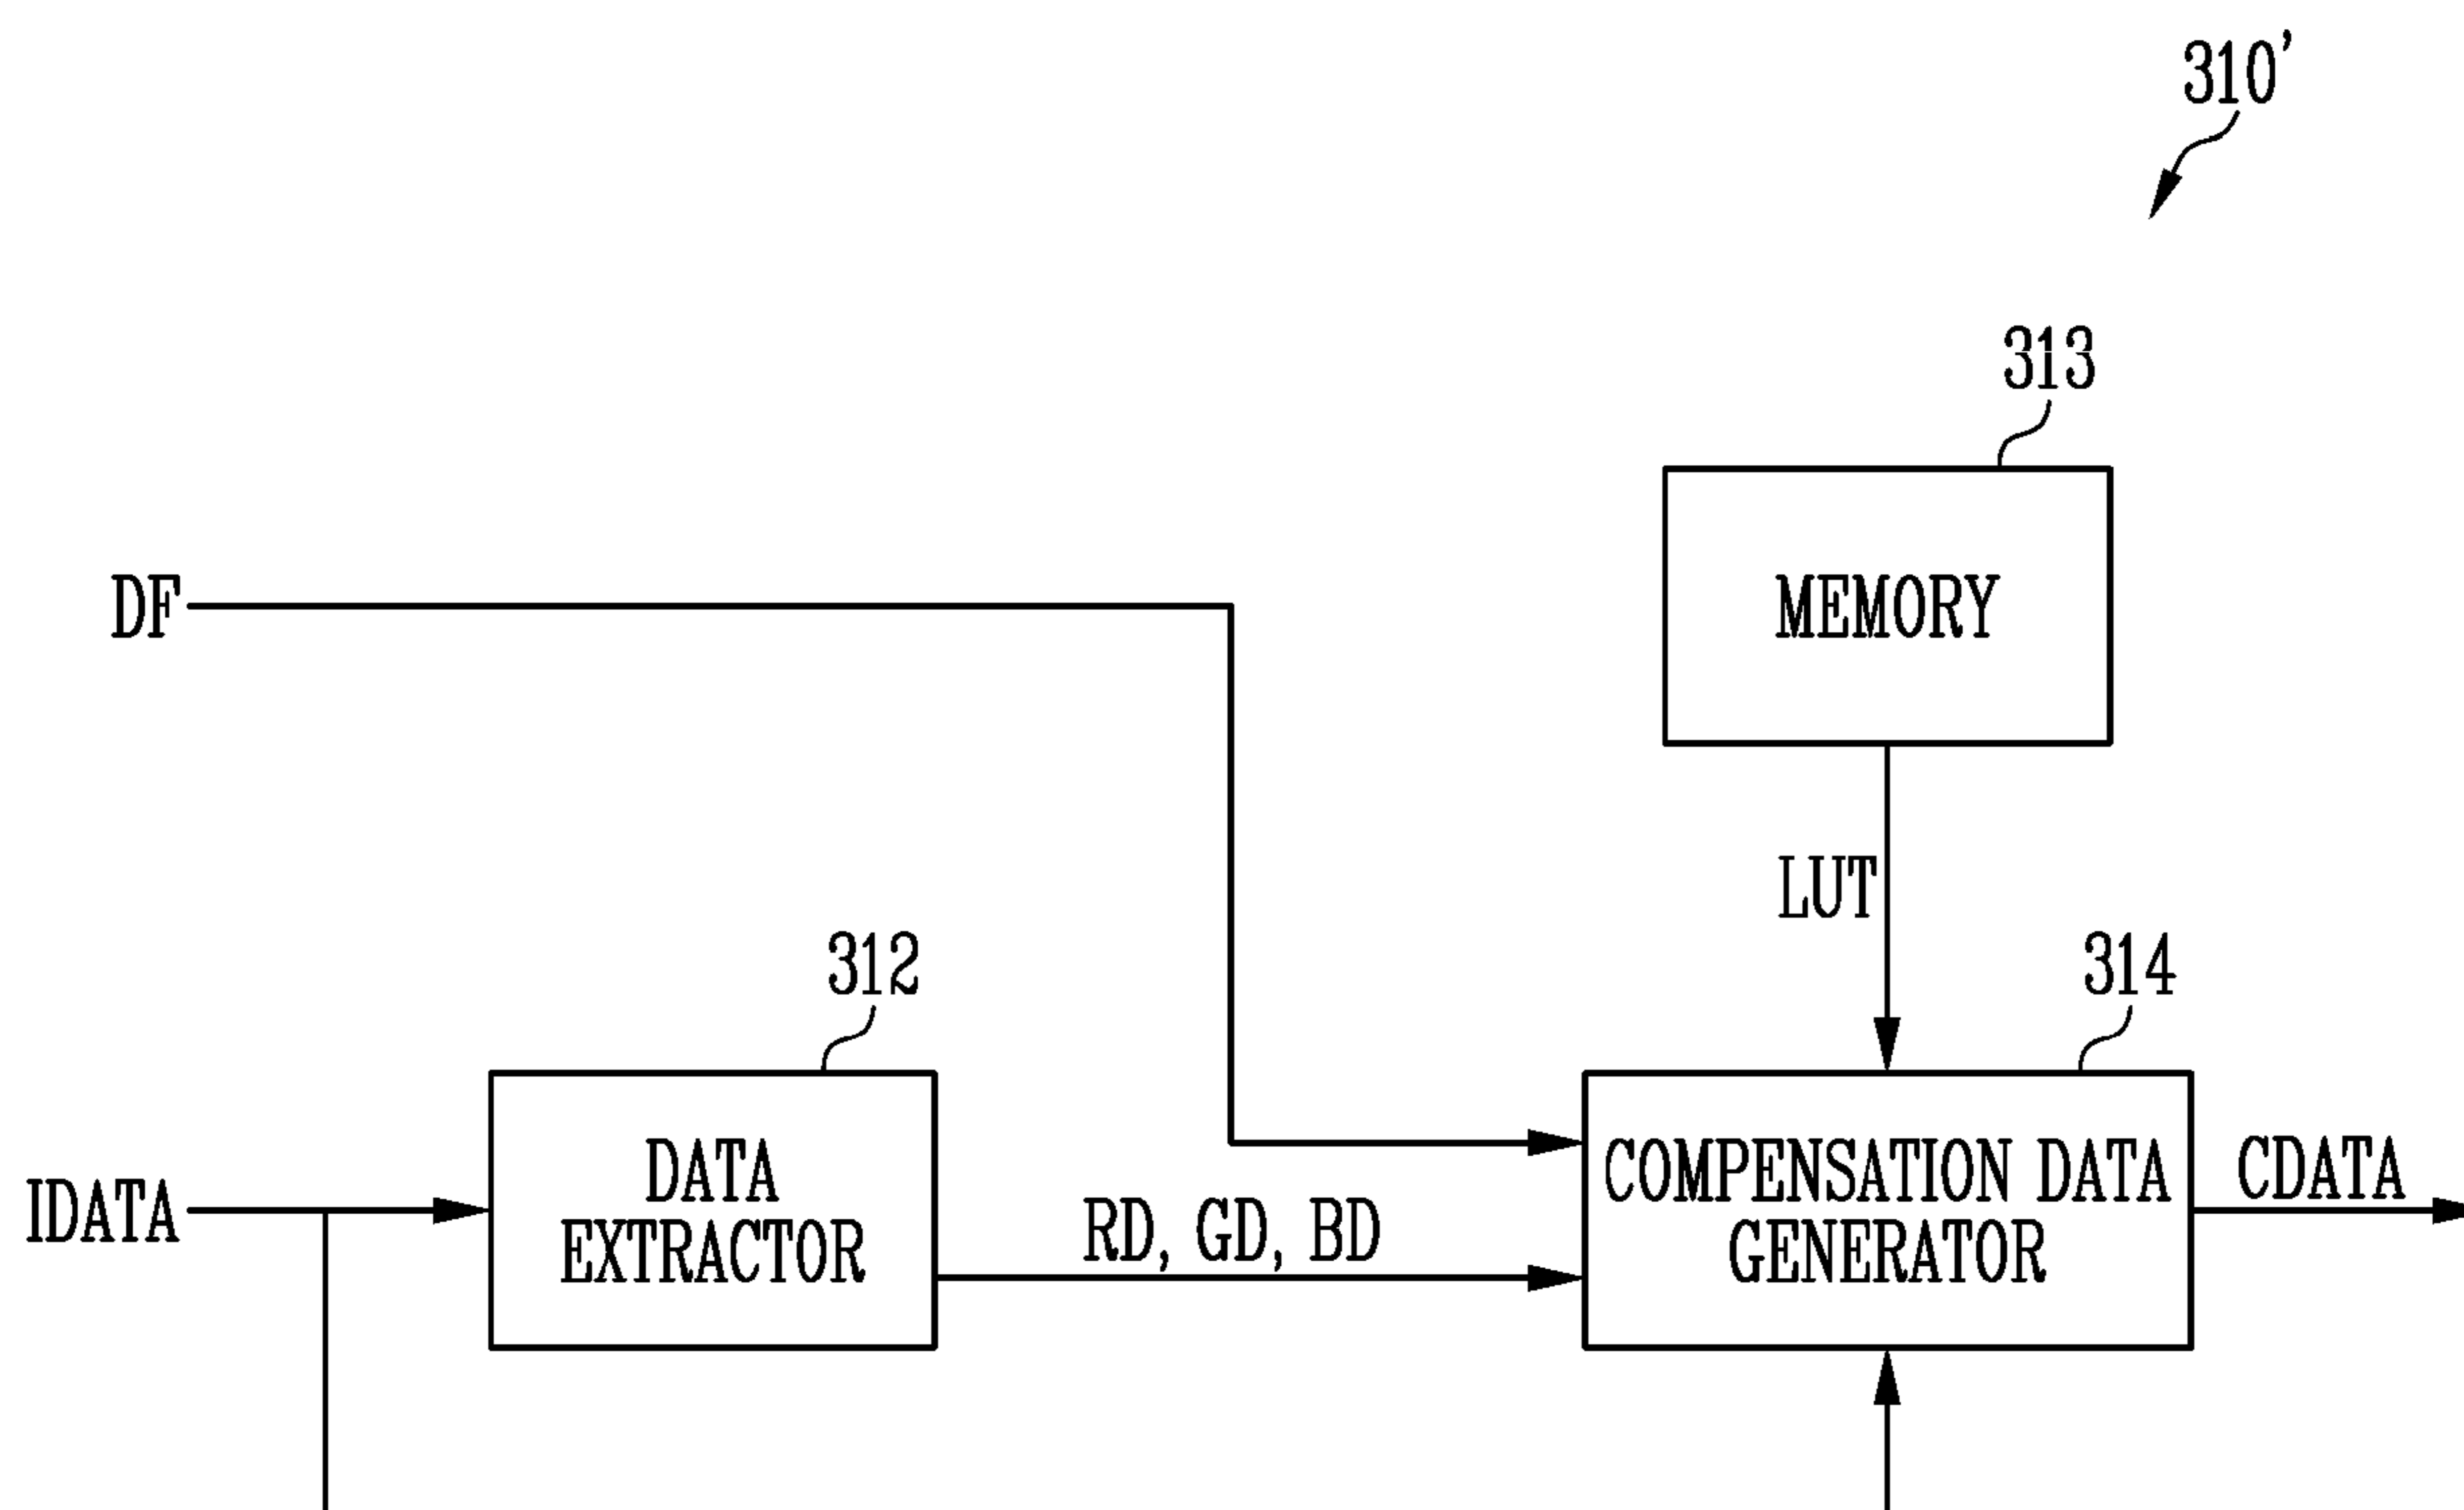 310'
313
MEMORY
DF
LUT
312
314
DATA
EXTRACTOR
IDATA
RD, GD, BD
COMPENSATION DATA
GENERATOR
CDATA